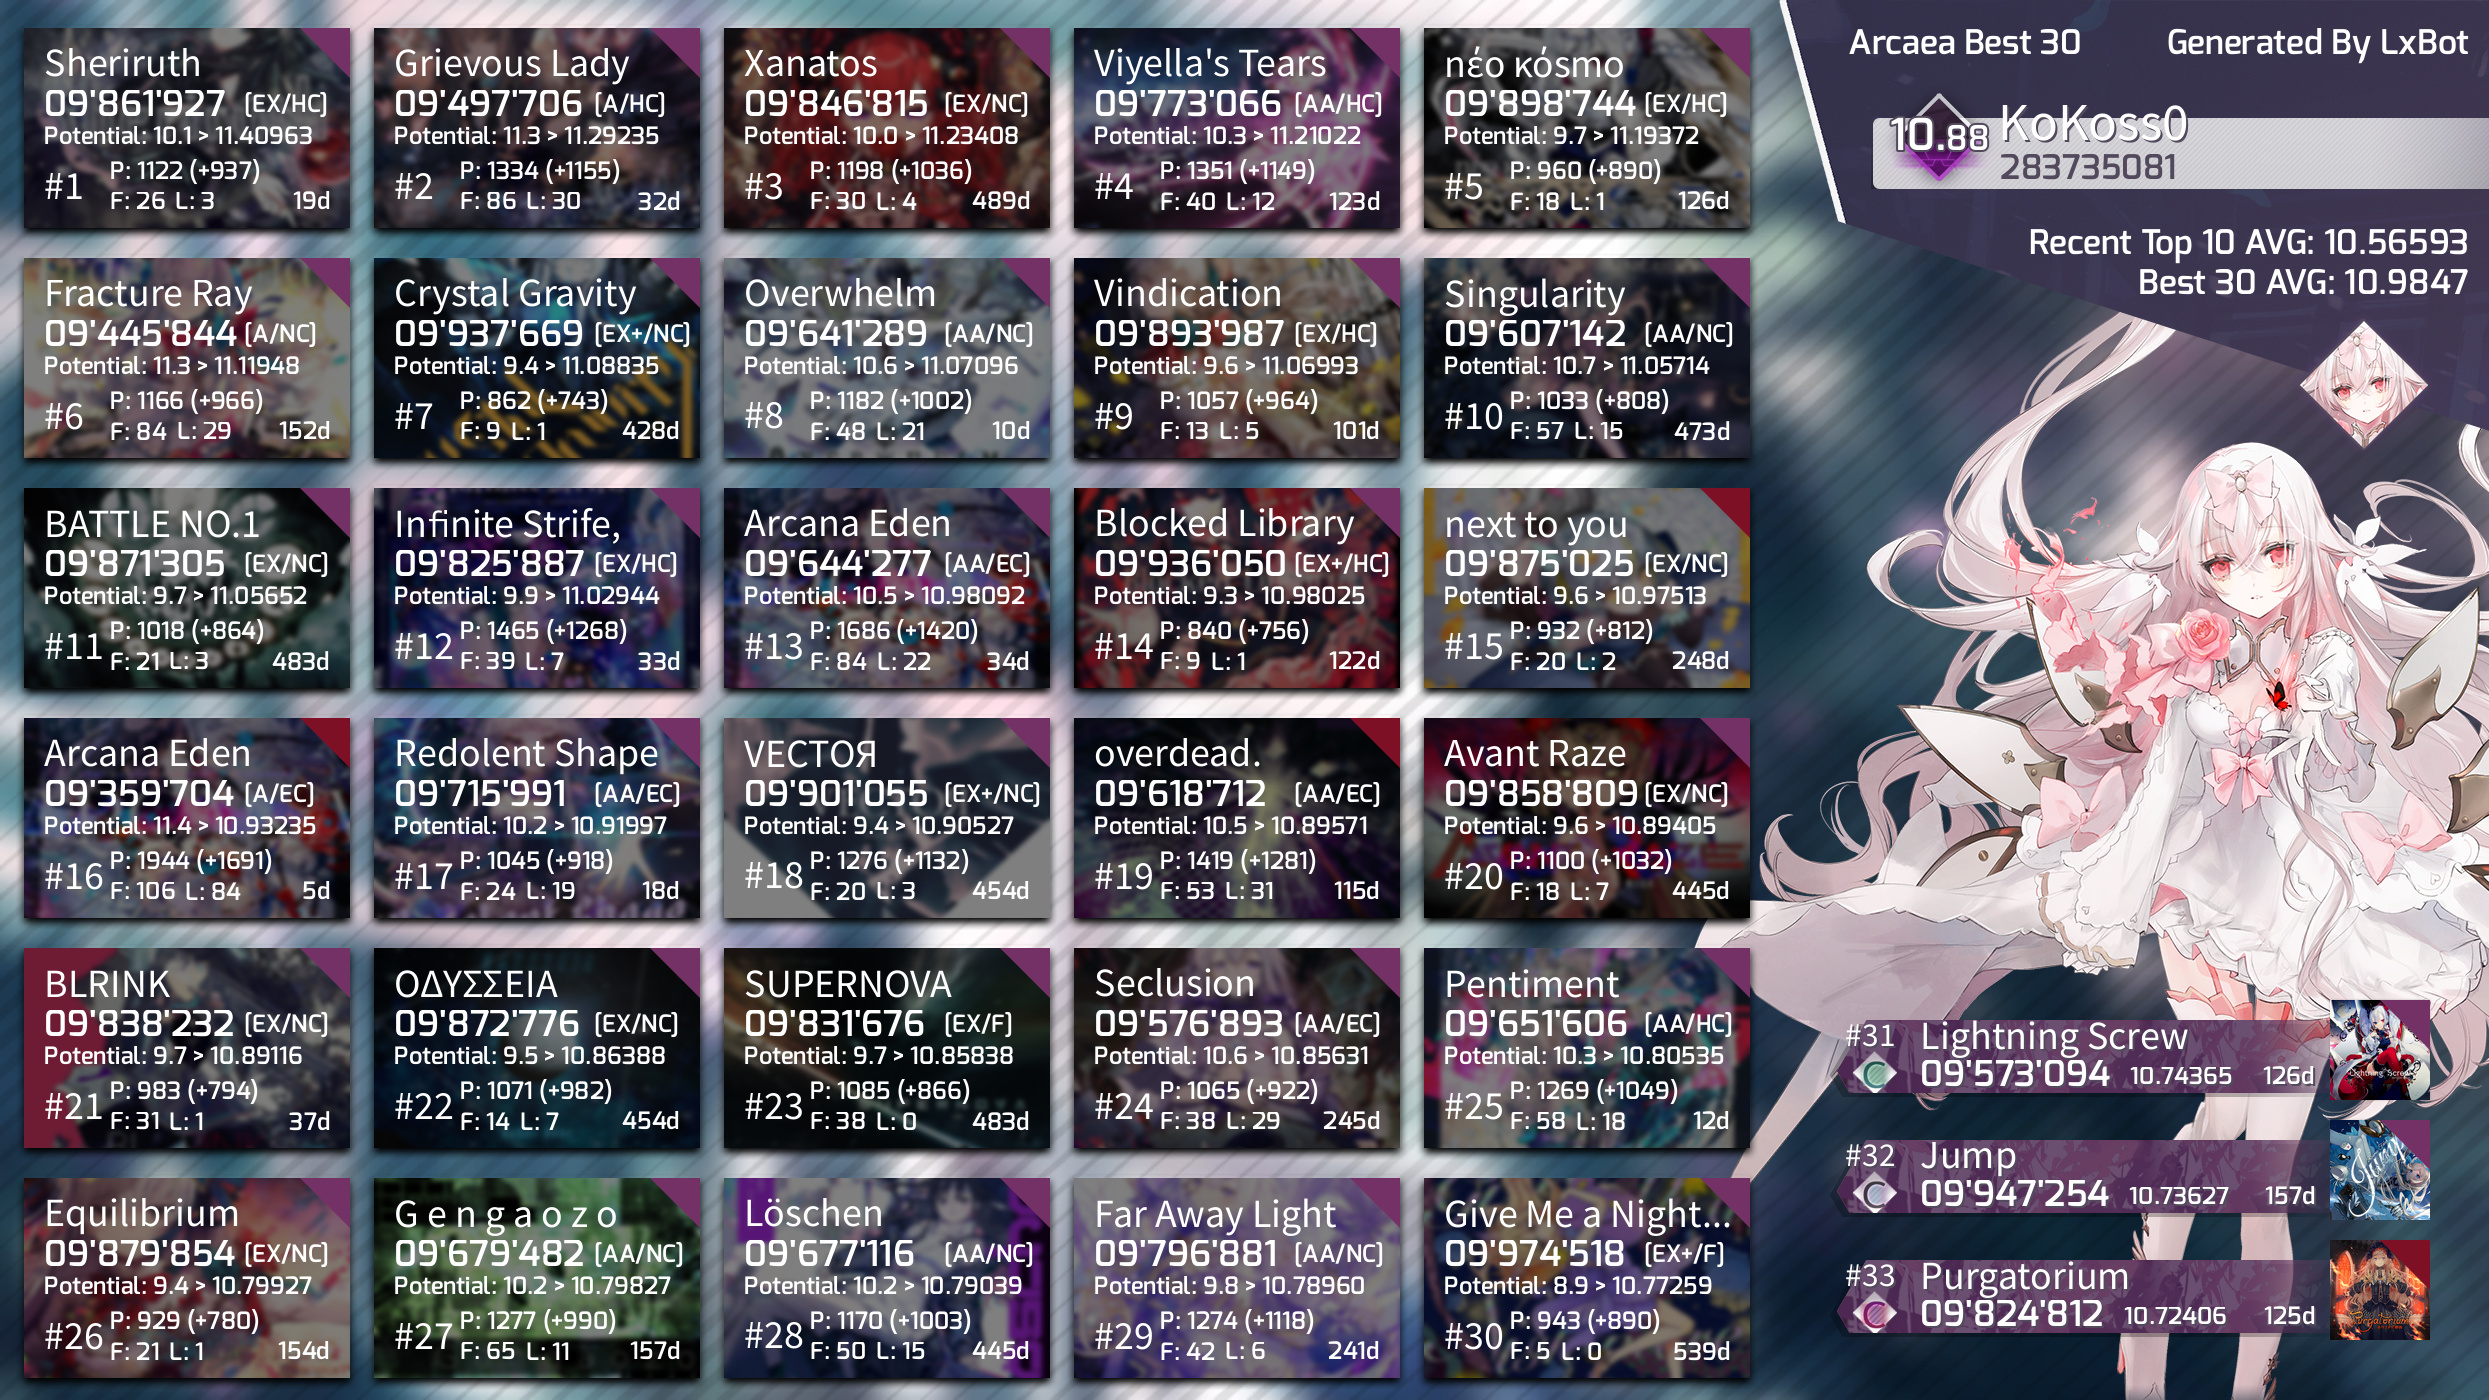 Sheriruth
09'861'927 [EX/HC]
Potential: 10.1 > 11.40963
#1 P: 1122 (+937)
F: 26 L: 3 19d
Grievous Lady
09'497'706 [A/HC]
Potential: 11.3 > 11.29235
#2 P: 1334 (+1155)
F: 86 L: 30 32d
Xanatos
09'846'815 [EX/NC]
Potential: 10.0 > 11.23408
#3 P: 1198 (+1036)
F: 30 L: 4 489d
Viyella's Tears
09'773'066 [AA/HC]
Potential: 10.3 > 11.21022
#4 P: 1351 (+1149)
F: 40 L: 12 123d
νέο κόsmo
09'898'744 [EX/HC]
Potential: 9.7 > 11.19372
#5 P: 960 (+890)
F: 18 L: 1 126d
Fracture Ray
09'445'844 [A/NC]
Potential: 11.3 > 11.11948
#6 P: 1166 (+966)
F: 84 L: 29 152d
Crystal Gravity
09'937'669 [EX+/NC]
Potential: 9.4 > 11.08835
#7 P: 862 (+743)
F: 9 L: 1 428d
Overwhelm
09'641'289 [AA/NC]
Potential: 10.6 > 11.07096
#8 P: 1182 (+1002)
F: 48 L: 21 10d
Vindication
09'893'987 [EX/HC]
Potential: 9.6 > 11.06993
#9 P: 1057 (+964)
F: 13 L: 5 101d
Singularity
09'607'142 [AA/NC]
Potential: 10.7 > 11.05714
#10 P: 1033 (+808)
F: 57 L: 15 473d
BATTLE NO.1
09'871'305 [EX/NC]
Potential: 9.7 > 11.05652
#11 P: 1018 (+864)
F: 21 L: 3 483d
Infinite Strife,
09'825'887 [EX/HC]
Potential: 9.9 > 11.02944
#12 P: 1465 (+1268)
F: 39 L: 7 33d
Arcana Eden
09'644'277 [AA/EC]
Potential: 10.5 > 10.98092
#13 P: 1686 (+1420)
F: 84 L: 22 34d
Blocked Library
09'936'050 [EX+/HC]
Potential: 9.3 > 10.98025
#14 P: 840 (+756)
F: 9 L: 1 122d
next to you
09'875'025 [EX/NC]
Potential: 9.6 > 10.97513
#15 P: 932 (+812)
F: 20 L: 2 248d
Arcana Eden
09'359'704 [A/EC]
Potential: 11.4 > 10.93235
#16 P: 1944 (+1691)
F: 106 L: 84 5d
Redolent Shape
09'715'991 [AA/EC]
Potential: 10.2 > 10.91997
#17 P: 1045 (+918)
F: 24 L: 19 18d
VECTOЯ
09'901'055 [EX+/NC]
Potential: 9.4 > 10.90527
#18 P: 1276 (+1132)
F: 20 L: 3 454d
overdead.
09'618'712 [AA/EC]
Potential: 10.5 > 10.89571
#19 P: 1419 (+1281)
F: 53 L: 31 115d
Avant Raze
09'858'809 [EX/NC]
Potential: 9.6 > 10.89405
#20 P: 1100 (+1032)
F: 18 L: 7 445d
BLRINK
09'838'232 [EX/NC]
Potential: 9.7 > 10.89116
#21 P: 983 (+794)
F: 31 L: 1 37d
ΟΔΥΣΣΕΙΑ
09'872'776 [EX/NC]
Potential: 9.5 > 10.86388
#22 P: 1071 (+982)
F: 14 L: 7 454d
SUPERNOVA
09'831'676 [EX/F]
Potential: 9.7 > 10.85838
#23 P: 1085 (+866)
F: 38 L: 0 483d
Seclusion
09'576'893 [AA/EC]
Potential: 10.6 > 10.85631
#24 P: 1065 (+922)
F: 38 L: 29 245d
Pentiment
09'651'606 [AA/HC]
Potential: 10.3 > 10.80535
#25 P: 1269 (+1049)
F: 58 L: 18 12d
Equilibrium
09'879'854 [EX/NC]
Potential: 9.4 > 10.79927
#26 P: 929 (+780)
F: 21 L: 1 154d
G e n g a o z o
09'679'482 [AA/NC]
Potential: 10.2 > 10.79827
#27 P: 1277 (+990)
F: 65 L: 11 157d
Löschen
09'677'116 [AA/NC]
Potential: 10.2 > 10.79039
#28 P: 1170 (+1003)
F: 50 L: 15 445d
Far Away Light
09'796'881 [AA/NC]
Potential: 9.8 > 10.78960
#29 P: 1274 (+1118)
F: 42 L: 6 241d
Give Me a Night...
09'974'518 [EX+/F]
Potential: 8.9 > 10.77259
#30 P: 943 (+890)
F: 5 L: 0 539d
Arcaea Best 30 Generated By LxBot
10.88 KoKoss0
283735081
Recent Top 10 AVG: 10.56593
Best 30 AVG: 10.9847
#31 Lightning Screw
C 09'573'094 10.74365 126d
Lightning Screw
#32 Jump
C 09'947'254 10.73627 157d
Jump
#33 Purgatorium
C 09'824'812 10.72406 125d
Purgatorium